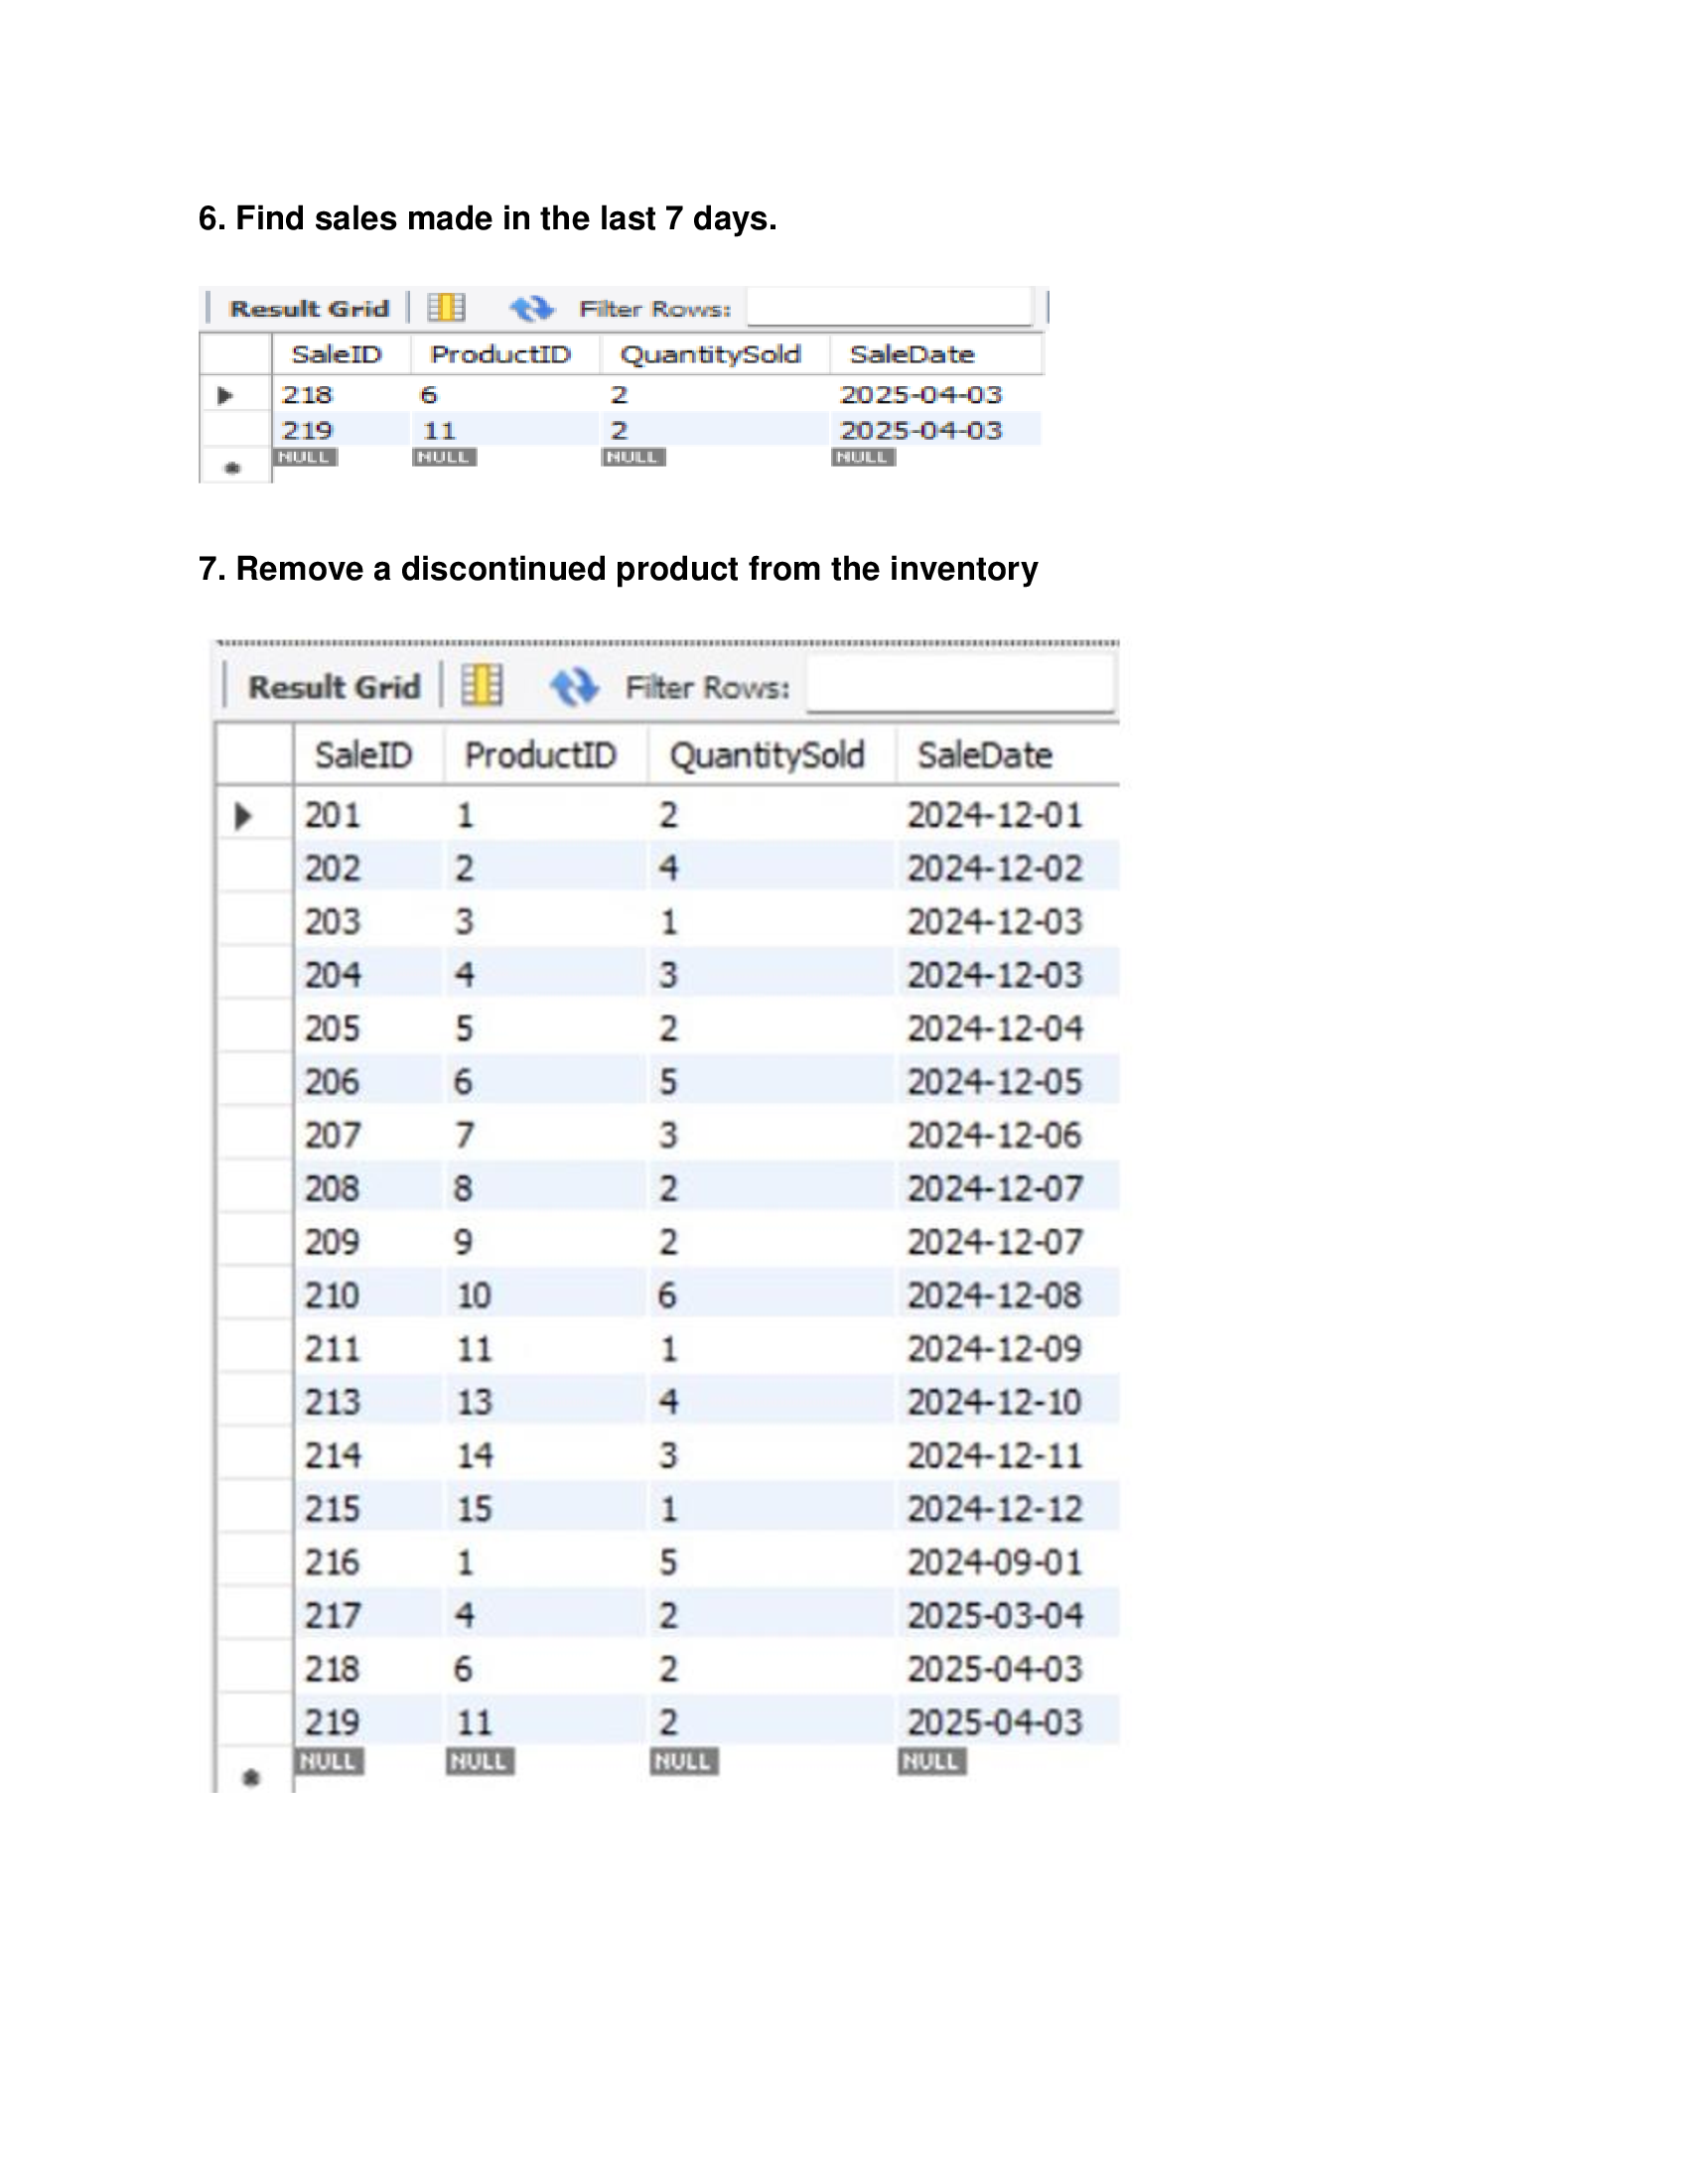 6. Find sales made in the last 7 days.
Result Grid Filter Rows:
SaleID ProductID QuantitySold SaleDate
218 6 2 2025-04-03
219 11 2 2025-04-03
NULL NULL NULL NULL
7. Remove a discontinued product from the inventory
Result Grid Filter Rows:
SaleID ProductID QuantitySold SaleDate
201 1 2 2024-12-01
202 2 4 2024-12-02
203 3 1 2024-12-03
204 4 3 2024-12-03
205 5 2 2024-12-04
206 6 5 2024-12-05
207 7 3 2024-12-06
208 8 2 2024-12-07
209 9 2 2024-12-07
210 10 6 2024-12-08
211 11 1 2024-12-09
213 13 4 2024-12-10
214 14 3 2024-12-11
215 15 1 2024-12-12
216 1 5 2024-09-01
217 4 2 2025-03-04
218 6 2 2025-04-03
219 11 2 2025-04-03
NULL NULL NULL NULL